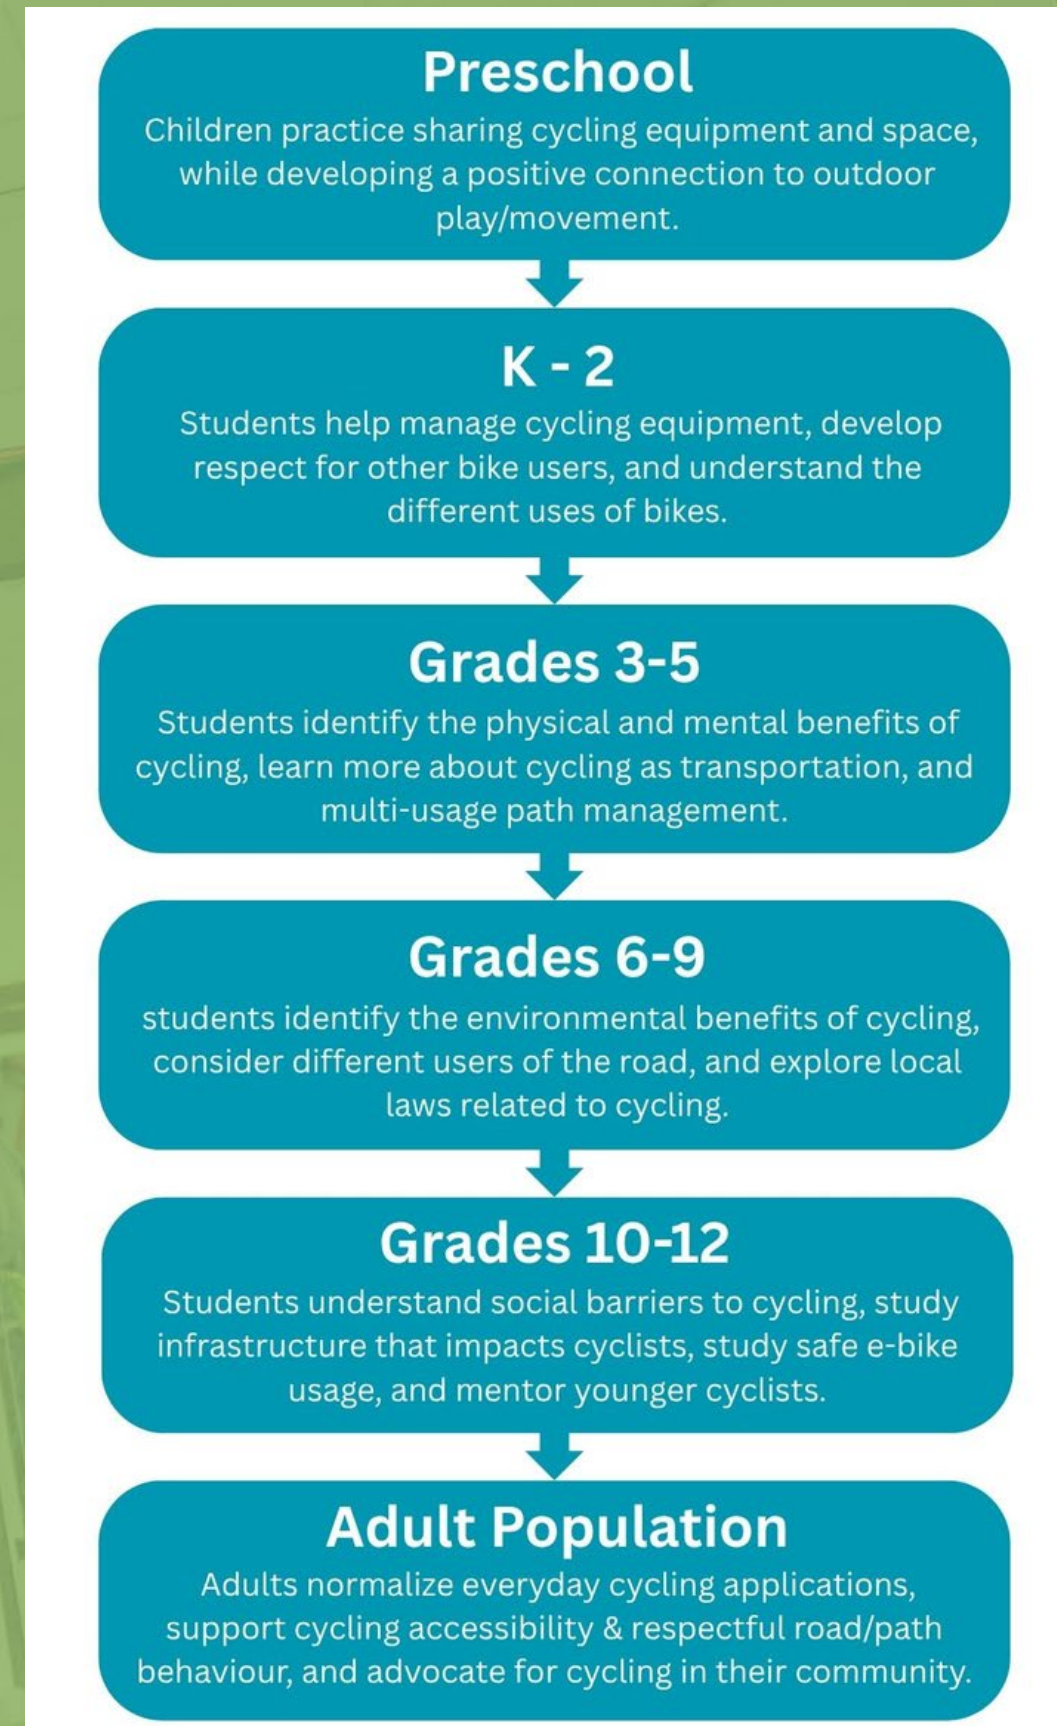 Preschool
Children practice sharing cycling equipment and space,
while developing a positive connection to outdoor
play/movement.
K - 2
Students help manage cycling equipment, develop
respect for other bike users, and understand the
different uses of bikes.
Grades 3-5
Students identify the physical and mental benefits of
cycling, learn more about cycling as transportation, and
multi-usage path management.
Grades 6-9
students identify the environmental benefits of cycling,
consider different users of the road, and explore local
laws related to cycling.
Grades 10-12
Students understand social barriers to cycling, study
infrastructure that impacts cyclists, study safe e-bike
usage, and mentor younger cyclists.
Adult Population
Adults normalize everyday cycling applications,
support cycling accessibility & respectful road/path
behaviour, and advocate for cycling in their community.